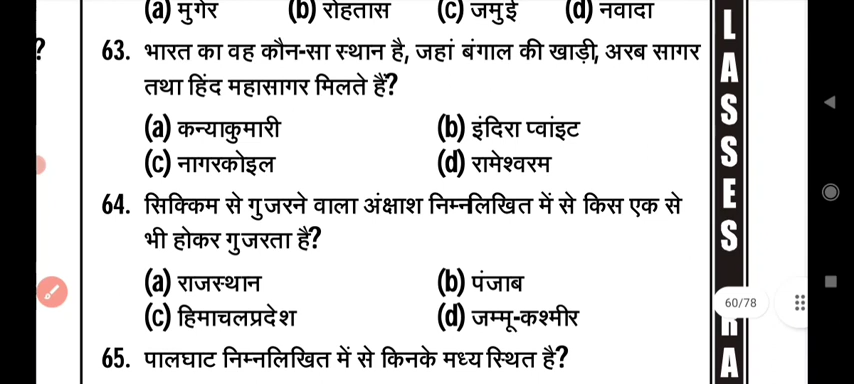 (a) मुंगेर (b) रोहतास (c) जमुई (d) नवादा
?
63. भारत का वह कौन-सा स्थान है, जहां बंगाल की खाड़ी, अरब सागर
तथा हिंद महासागर मिलते हैं?
(a) कन्याकुमारी (b) इंदिरा प्वांइट
(c) नागरकोइल (d) रामेश्वरम
64. सिक्किम से गुजरने वाला अंक्षाश निम्नलिखित में से किस एक से
भी होकर गुजरता है?
(a) राजस्थान (b) पंजाब
(c) हिमाचलप्रदेश (d) जम्मू-कश्मीर
65. पालघाट निम्नलिखित में से किनके मध्य स्थित है?
L
A
S
S
E
S
60/78
A